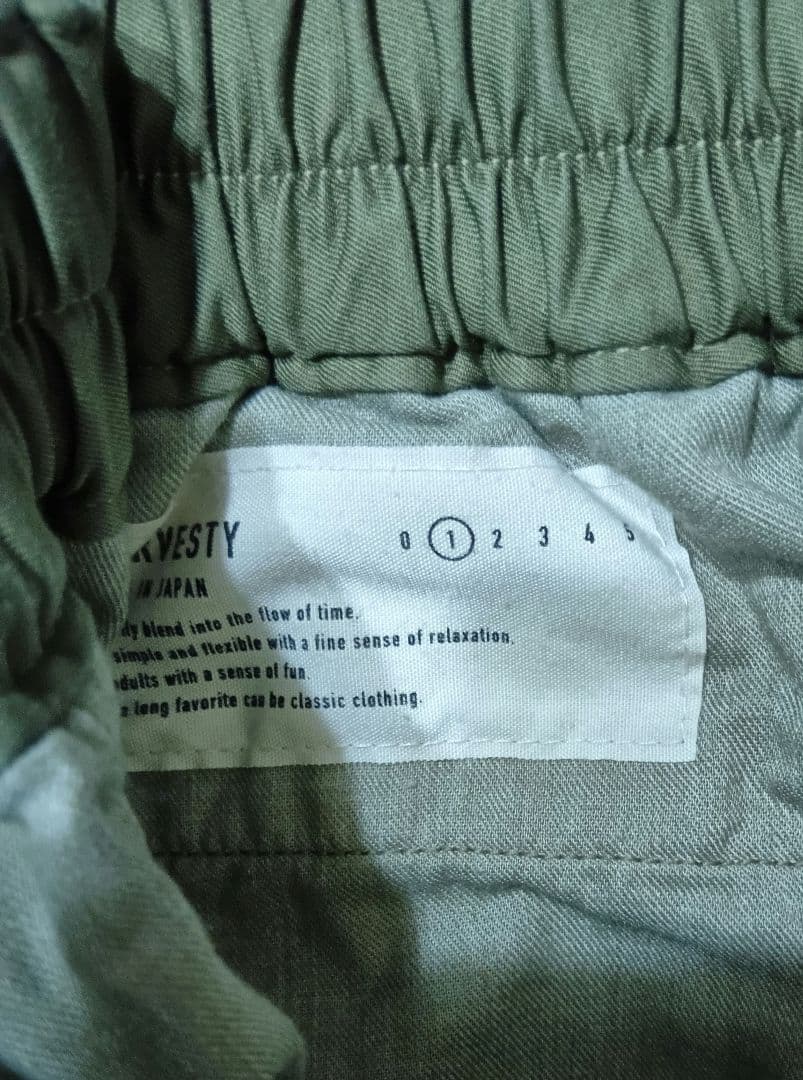 RVESTY
0 1 2 3 4 5
IN JAPAN
dy blend into the flow of time.
simple and flexible with a fine sense of relaxation.
adults with a sense of fun.
a long favorite can be classic clothing.